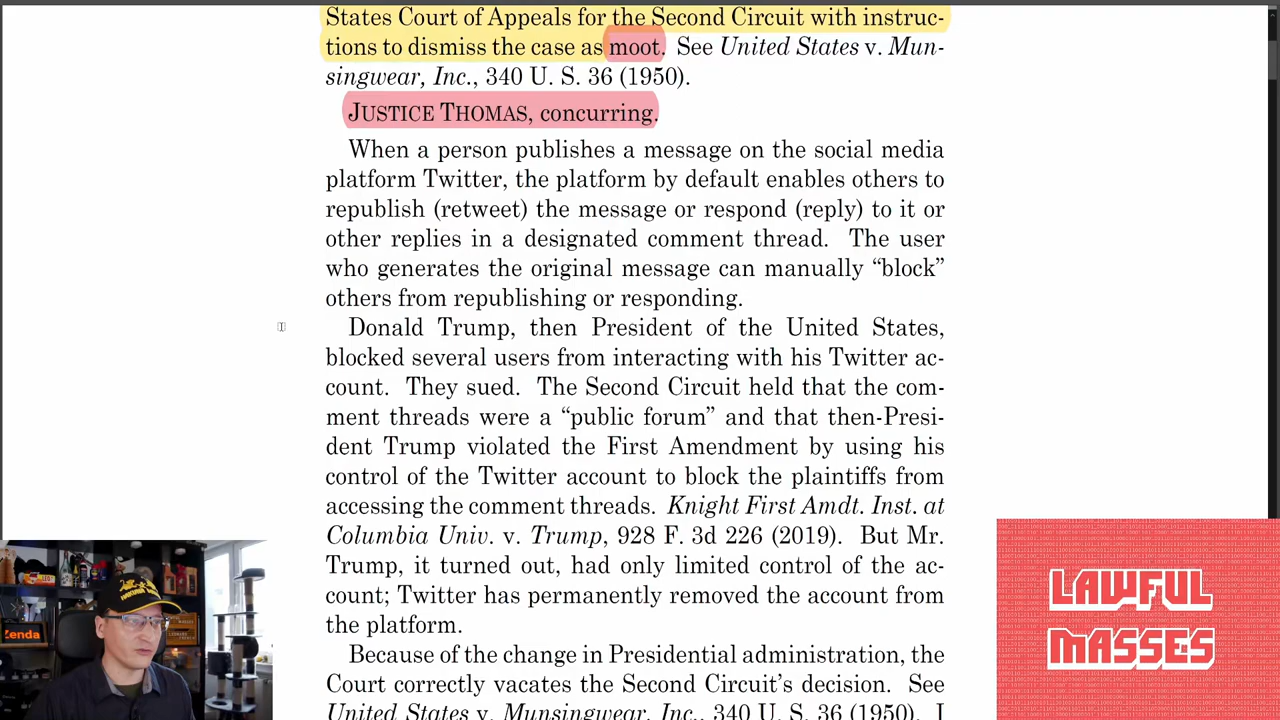 States Court of Appeals for the Second Circuit with instruc-
tions to dismiss the case as moot. See United States v. Mun-
singwear, Inc., 340 U. S. 36 (1950).
JUSTICE THOMAS, concurring.
When a person publishes a message on the social media
platform Twitter, the platform by default enables others to
republish (retweet) the message or respond (reply) to it or
other replies in a designated comment thread. The user
who generates the original message can manually “block”
others from republishing or responding.
Donald Trump, then President of the United States,
blocked several users from interacting with his Twitter ac-
count. They sued. The Second Circuit held that the com-
ment threads were a “public forum” and that then-Presi-
dent Trump violated the First Amendment by using his
control of the Twitter account to block the plaintiffs from
accessing the comment threads. Knight First Amdt. Inst. at
Columbia Univ. v. Trump, 928 F. 3d 226 (2019). But Mr.
Trump, it turned out, had only limited control of the ac-
count; Twitter has permanently removed the account from
the platform.
Because of the change in Presidential administration, the
Court correctly vacates the Second Circuit’s decision. See
United States v. Munsingwear, Inc., 340 U. S. 36 (1950). I
Zenda
LAWFUL
MASSES